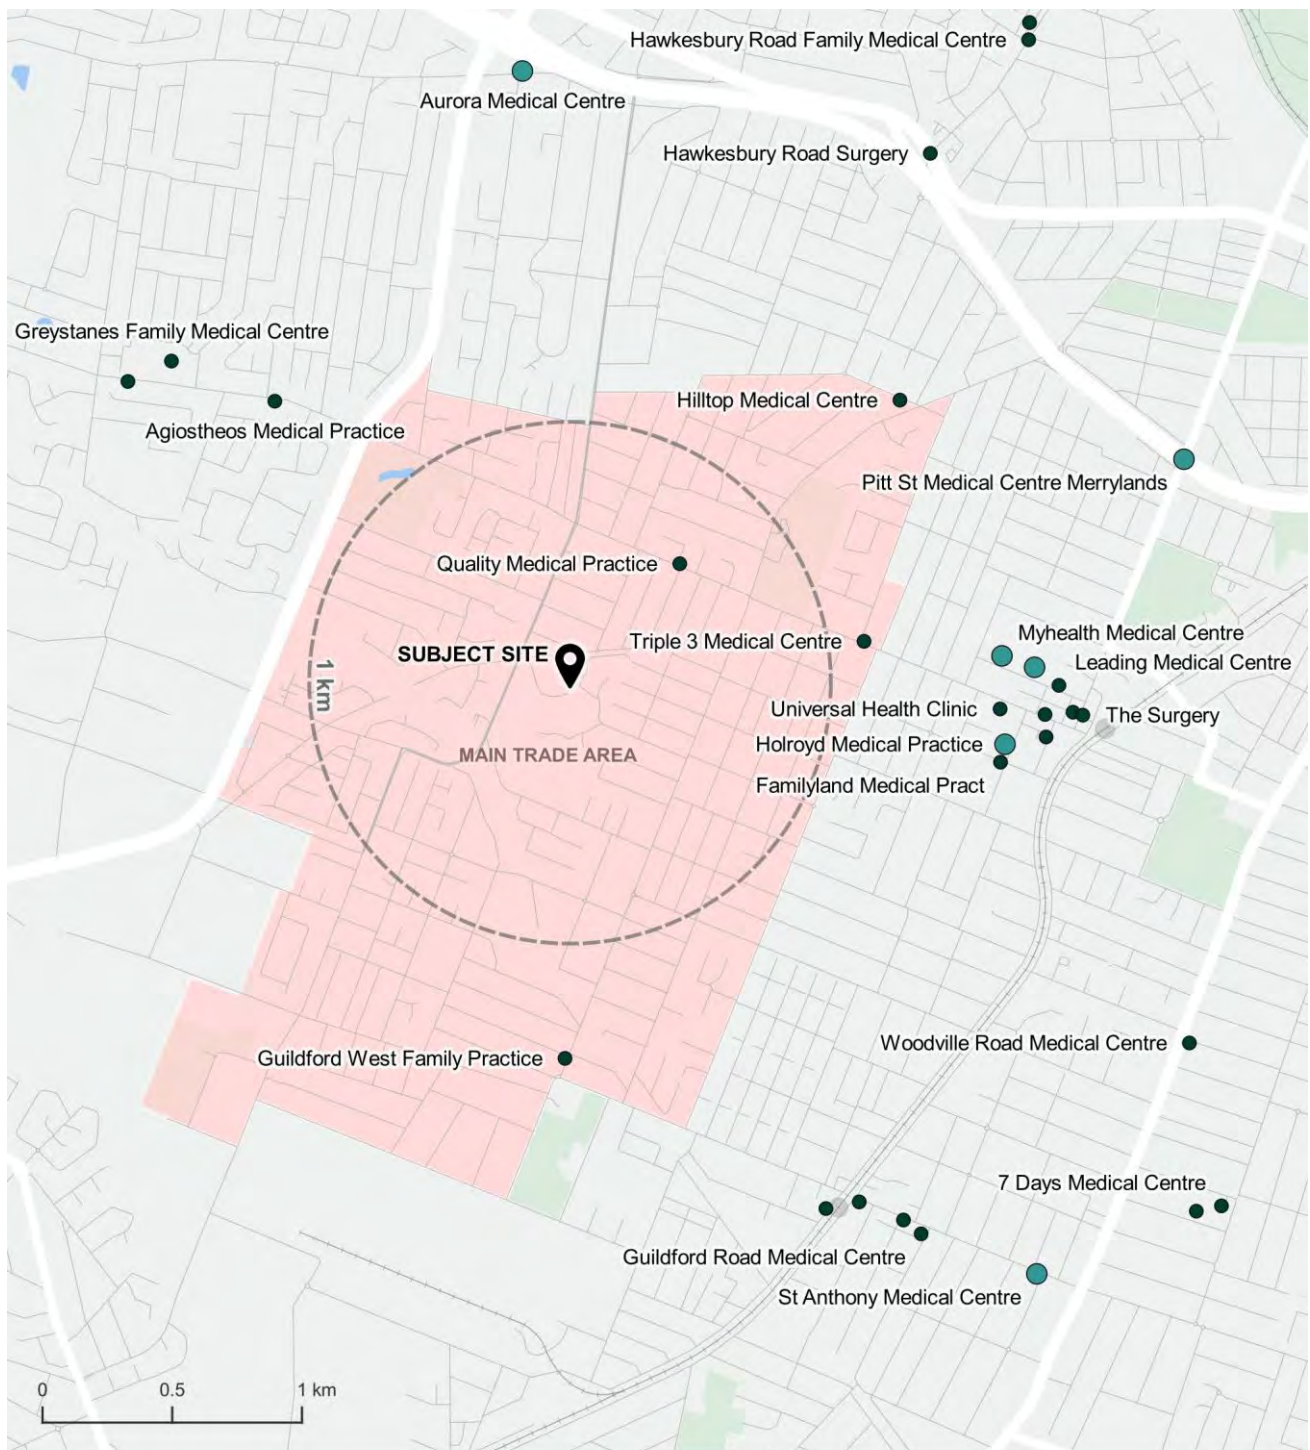 Hawkesbury Road Family Medical Centre
Aurora Medical Centre
Hawkesbury Road Surgery
Greystanes Family Medical Centre
Agiostheos Medical Practice
Hilltop Medical Centre
Pitt St Medical Centre Merrylands
Quality Medical Practice
Triple 3 Medical Centre
Myhealth Medical Centre
SUBJECT SITE
Leading Medical Centre
1 km
Universal Health Clinic
The Surgery
Holroyd Medical Practice
MAIN TRADE AREA
Familyland Medical Pract
Woodville Road Medical Centre
Guildford West Family Practice
7 Days Medical Centre
Guildford Road Medical Centre
St Anthony Medical Centre
0 0.5 1 km